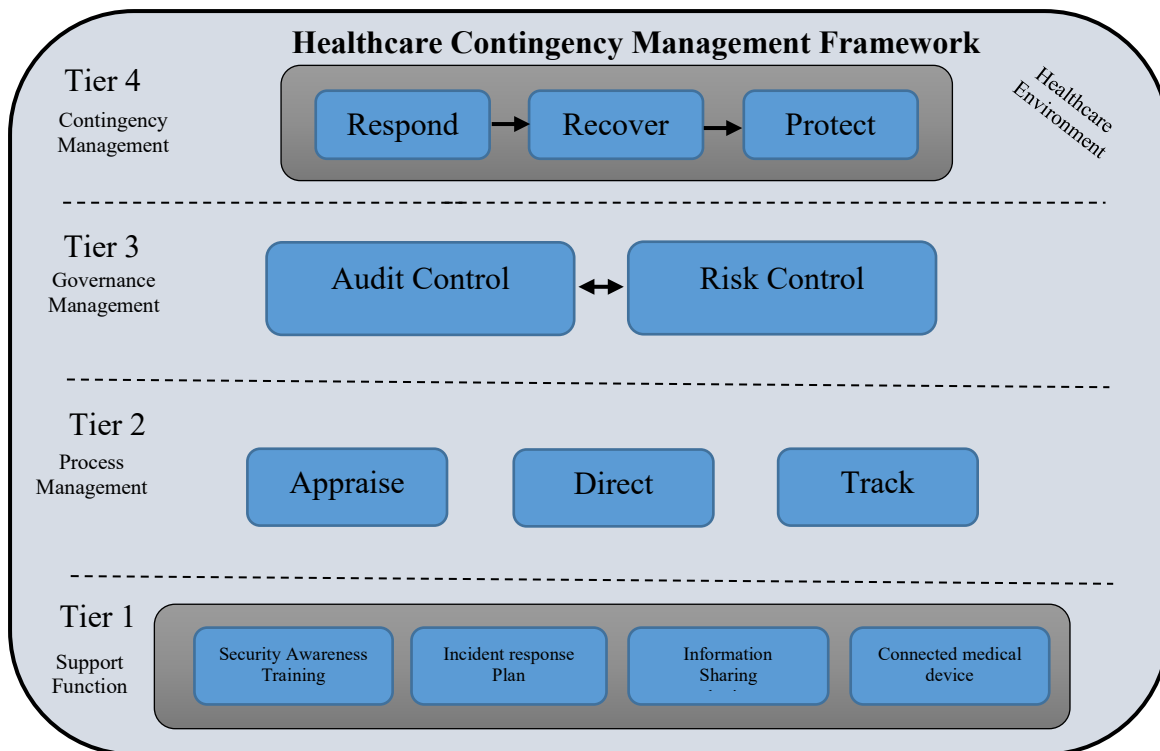 Healthcare Contingency Management Framework
Healthcare
Environment
Tier 4
Contingency
Management
Respond
Recover
Protect
Tier 3
Governance
Management
Audit Control
Risk Control
Tier 2
Process
Management
Appraise
Direct
Track
Tier 1
Support
Function
Security Awareness
Training
Incident response
Plan
Information
Sharing
Connected medical
device